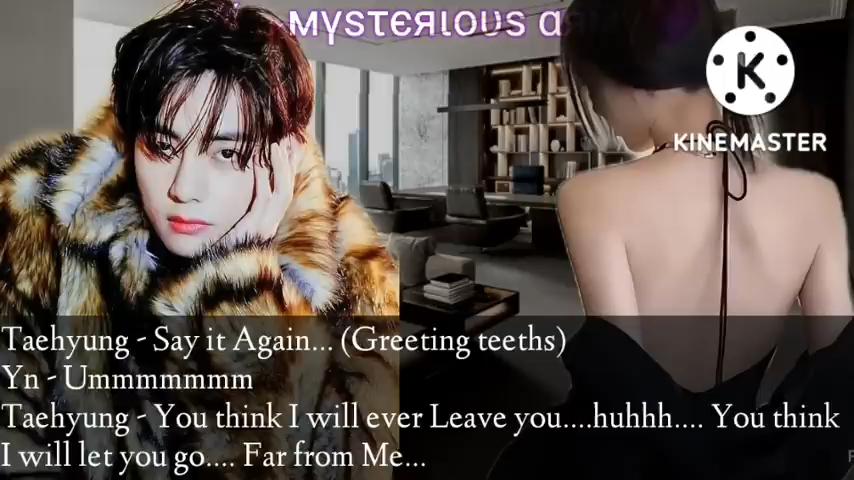 MYSTERIOUS
K
KINEMASTER
Taehyung - Say it Again... (Greeting teeths)
Yn - Ummmmmmm
Taehyung - You think I will ever Leave you....huhhh.... You think
I will let you go.... Far from Me...